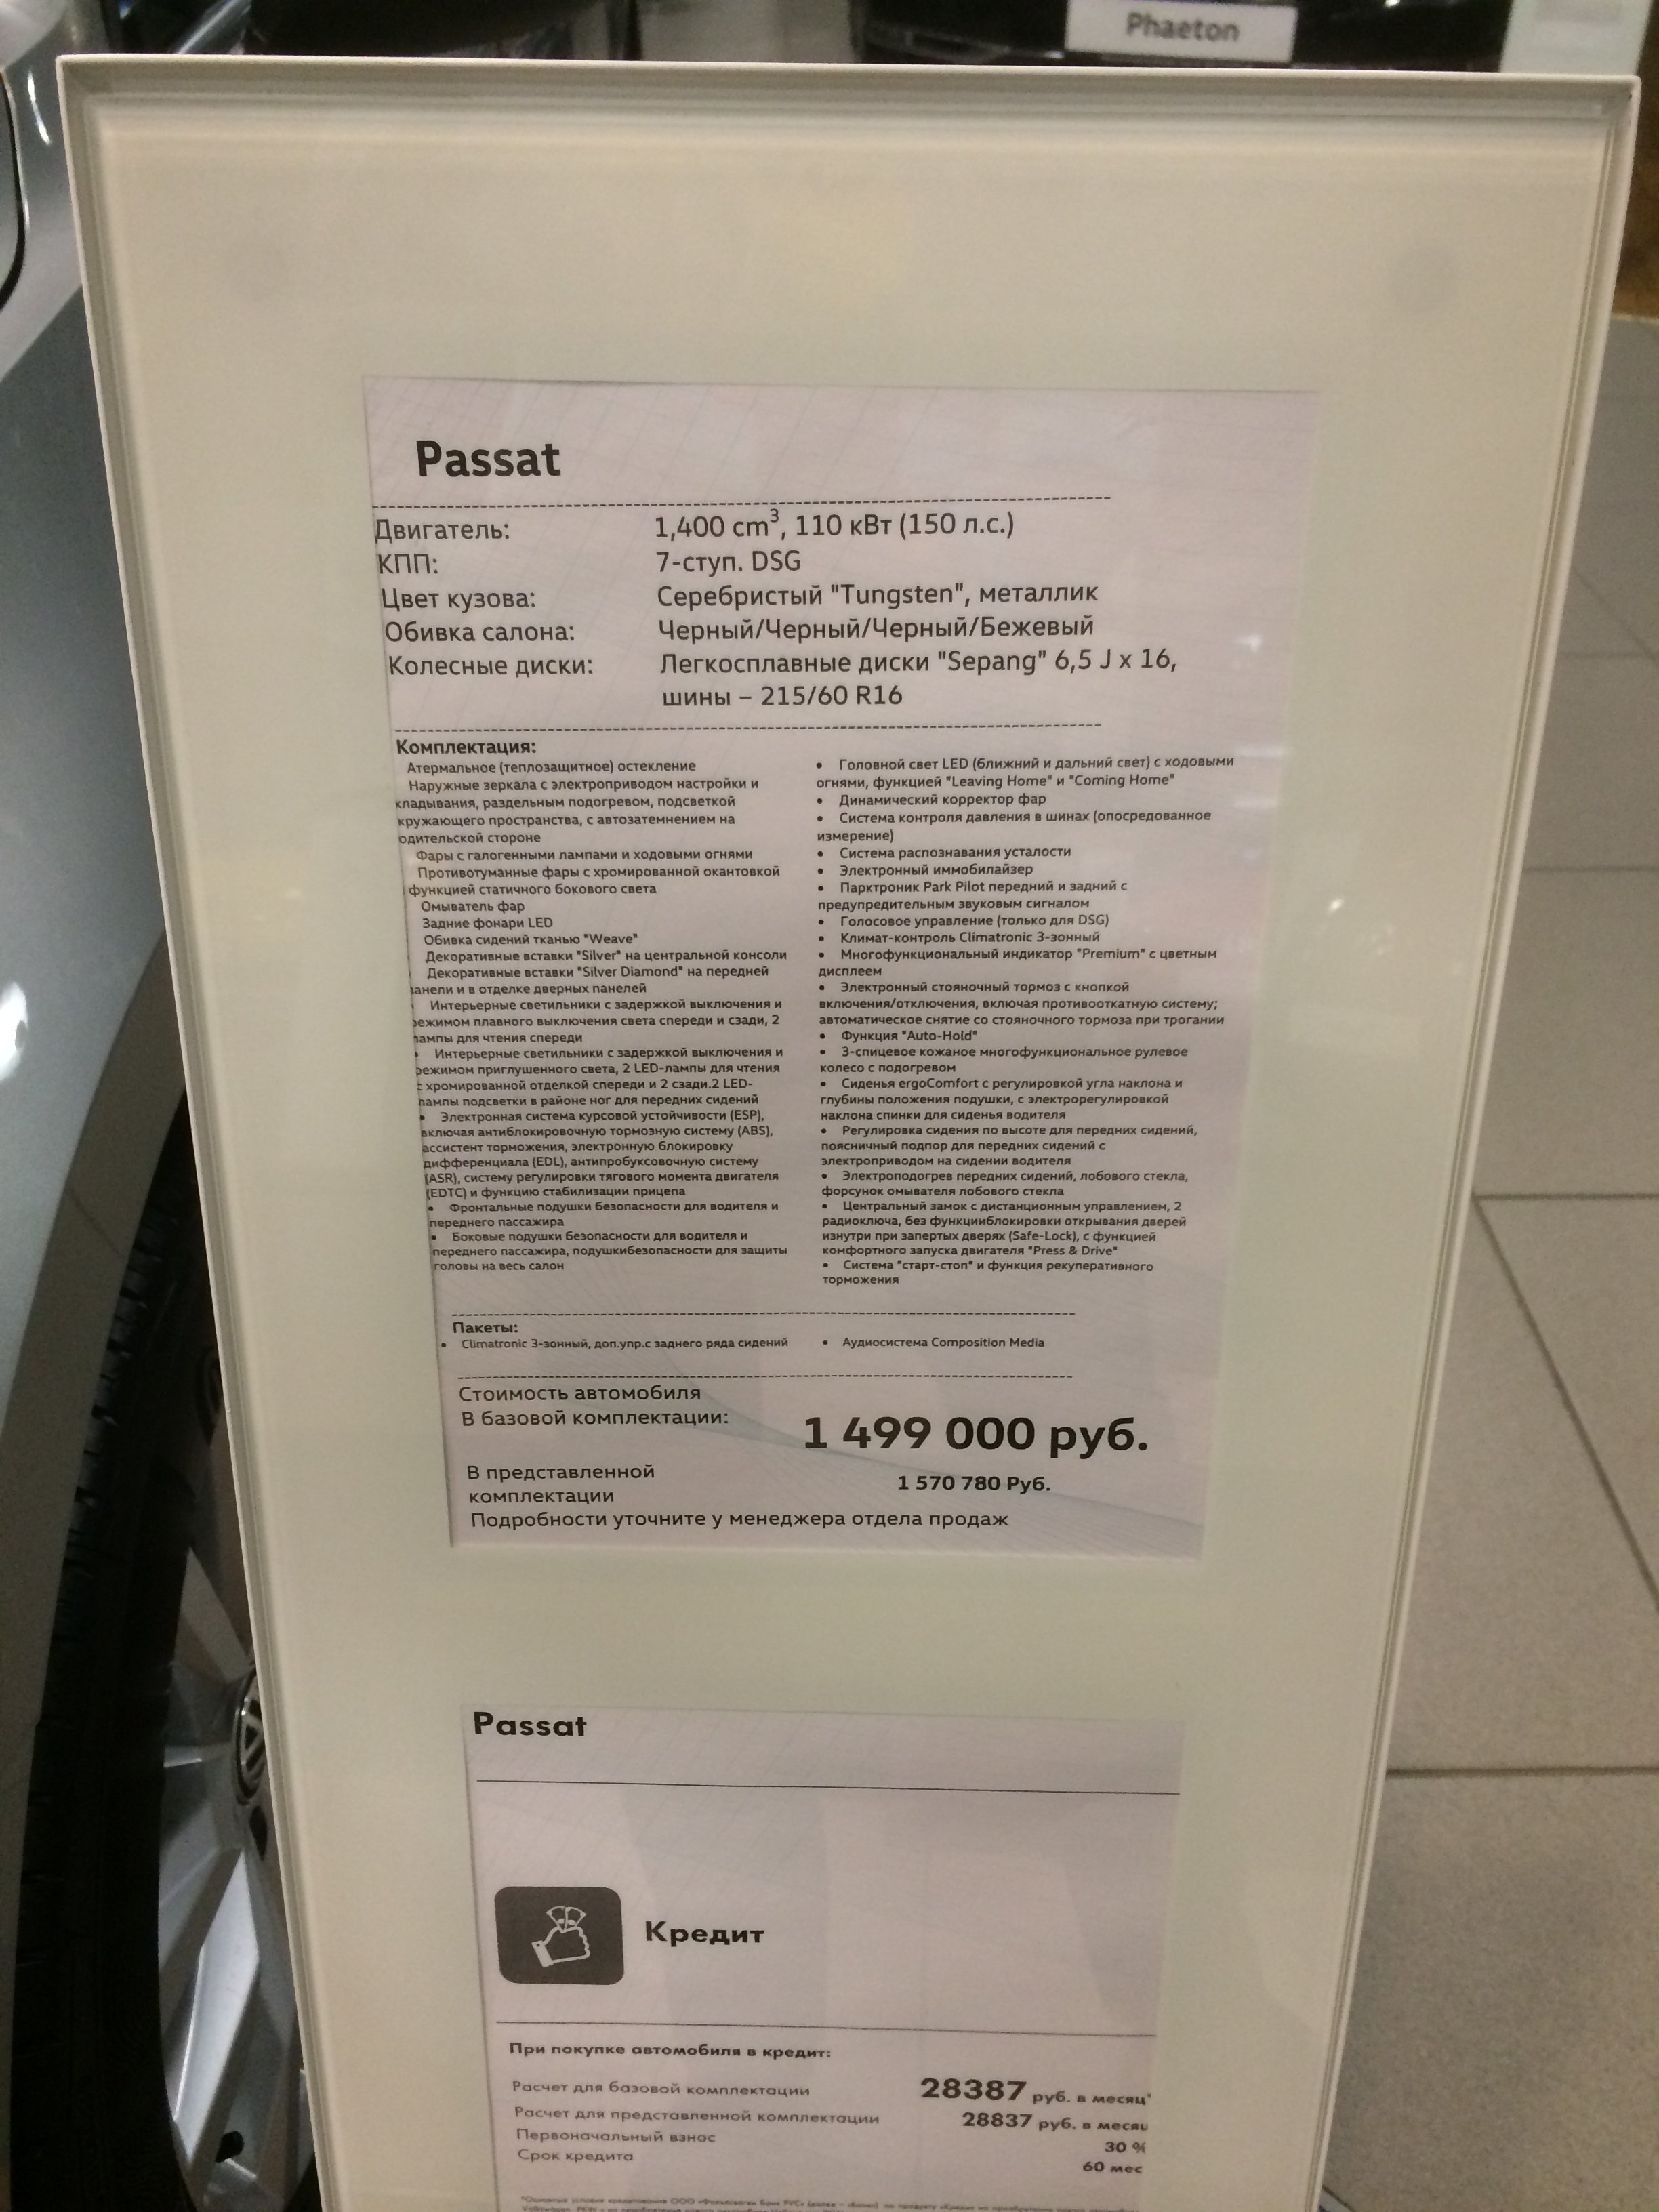 Phaeton
Passat
Двигатель: 1,400 cm³, 110 кВт (150 л.с.)
КПП: 7-ступ. DSG
Цвет кузова: Серебристый "Tungsten", металлик
Обивка салона: Черный/Черный/Черный/Бежевый
Колесные диски: Легкосплавные диски "Sepang" 6,5 J x 16,
шины – 215/60 R16
Комплектация:
Атермальное (теплозащитное) остекление
Наружные зеркала с электроприводом настройки и
кладывания, раздельным подогревом, подсветкой
кружающего пространства, с автозатемнением на
одительской стороне
Фары с галогенными лампами и ходовыми огнями
Противотуманные фары с хромированной окантовкой
функцией статичного бокового света
Омыватель фар
Задние фонари LED
Обивка сидений тканью "Weave"
Декоративные вставки "Silver" на центральной консоли
Декоративные вставки "Silver Diamond" на передней
анели и в отделке дверных панелей
Интерьерные светильники с задержкой выключения и
режимом плавного выключения света спереди и сзади, 2
лампы для чтения спереди
• Интерьерные светильники с задержкой выключения и
режимом приглушенного света, 2 LED-лампы для чтения
с хромированной отделкой спереди и 2 сзади.2 LED-
лампы подсветки в районе ног для передних сидений
• Электронная система курсовой устойчивости (ESP),
включая антиблокировочную тормозную систему (ABS),
ассистент торможения, электронную блокировку
дифференциала (EDL), антипробуксовочную систему
(ASR), систему регулировки тягового момента двигателя
(EDTC) и функцию стабилизации прицепа
• Фронтальные подушки безопасности для водителя и
переднего пассажира
• Боковые подушки безопасности для водителя и
переднего пассажира, подушкибезопасности для защиты
головы на весь салон
• Головной свет LED (ближний и дальний свет) с ходовыми
огнями, функцией "Leaving Home" и "Coming Home"
• Динамический корректор фар
• Система контроля давления в шинах (опосредованное
измерение)
• Система распознавания усталости
• Электронный иммобилайзер
• Парктроник Park Pilot передний и задний с
предупредительным звуковым сигналом
• Голосовое управление (только для DSG)
• Климат-контроль Climatronic 3-зонный
• Многофункциональный индикатор "Premium" с цветным
дисплеем
• Электронный стояночный тормоз с кнопкой
включения/отключения, включая противооткатную систему;
автоматическое снятие со стояночного тормоза при трогании
• Функция "Auto-Hold"
• 3-спицевое кожаное многофункциональное рулевое
колесо с подогревом
• Сиденья ergoComfort с регулировкой угла наклона и
глубины положения подушки, с электрорегулировкой
наклона спинки для сиденья водителя
• Регулировка сидения по высоте для передних сидений,
поясничный подпор для передних сидений с
электроприводом на сидении водителя
• Электроподогрев передних сидений, лобового стекла,
форсунок омывателя лобового стекла
• Центральный замок с дистанционным управлением, 2
радиоключа, без функцииблокировки открывания дверей
изнутри при запертых дверях (Safe-Lock), с функцией
комфортного запуска двигателя "Press & Drive"
• Система "старт-стоп" и функция рекуперативного
торможения
Пакеты:
• Climatronic 3-зонный, доп.упр.с заднего ряда сидений
• Аудиосистема Composition Media
Стоимость автомобиля
В базовой комплектации: 1 499 000 руб.
В представленной
комплектации 1 570 780 Руб.
Подробности уточните у менеджера отдела продаж
Passat
Кредит
При покупке автомобиля в кредит:
Расчет для базовой комплектации 28387 руб. в месяц*
Расчет для представленной комплектации 28837 руб. в месяц
Первоначальный взнос 30 %
Срок кредита 60 мес